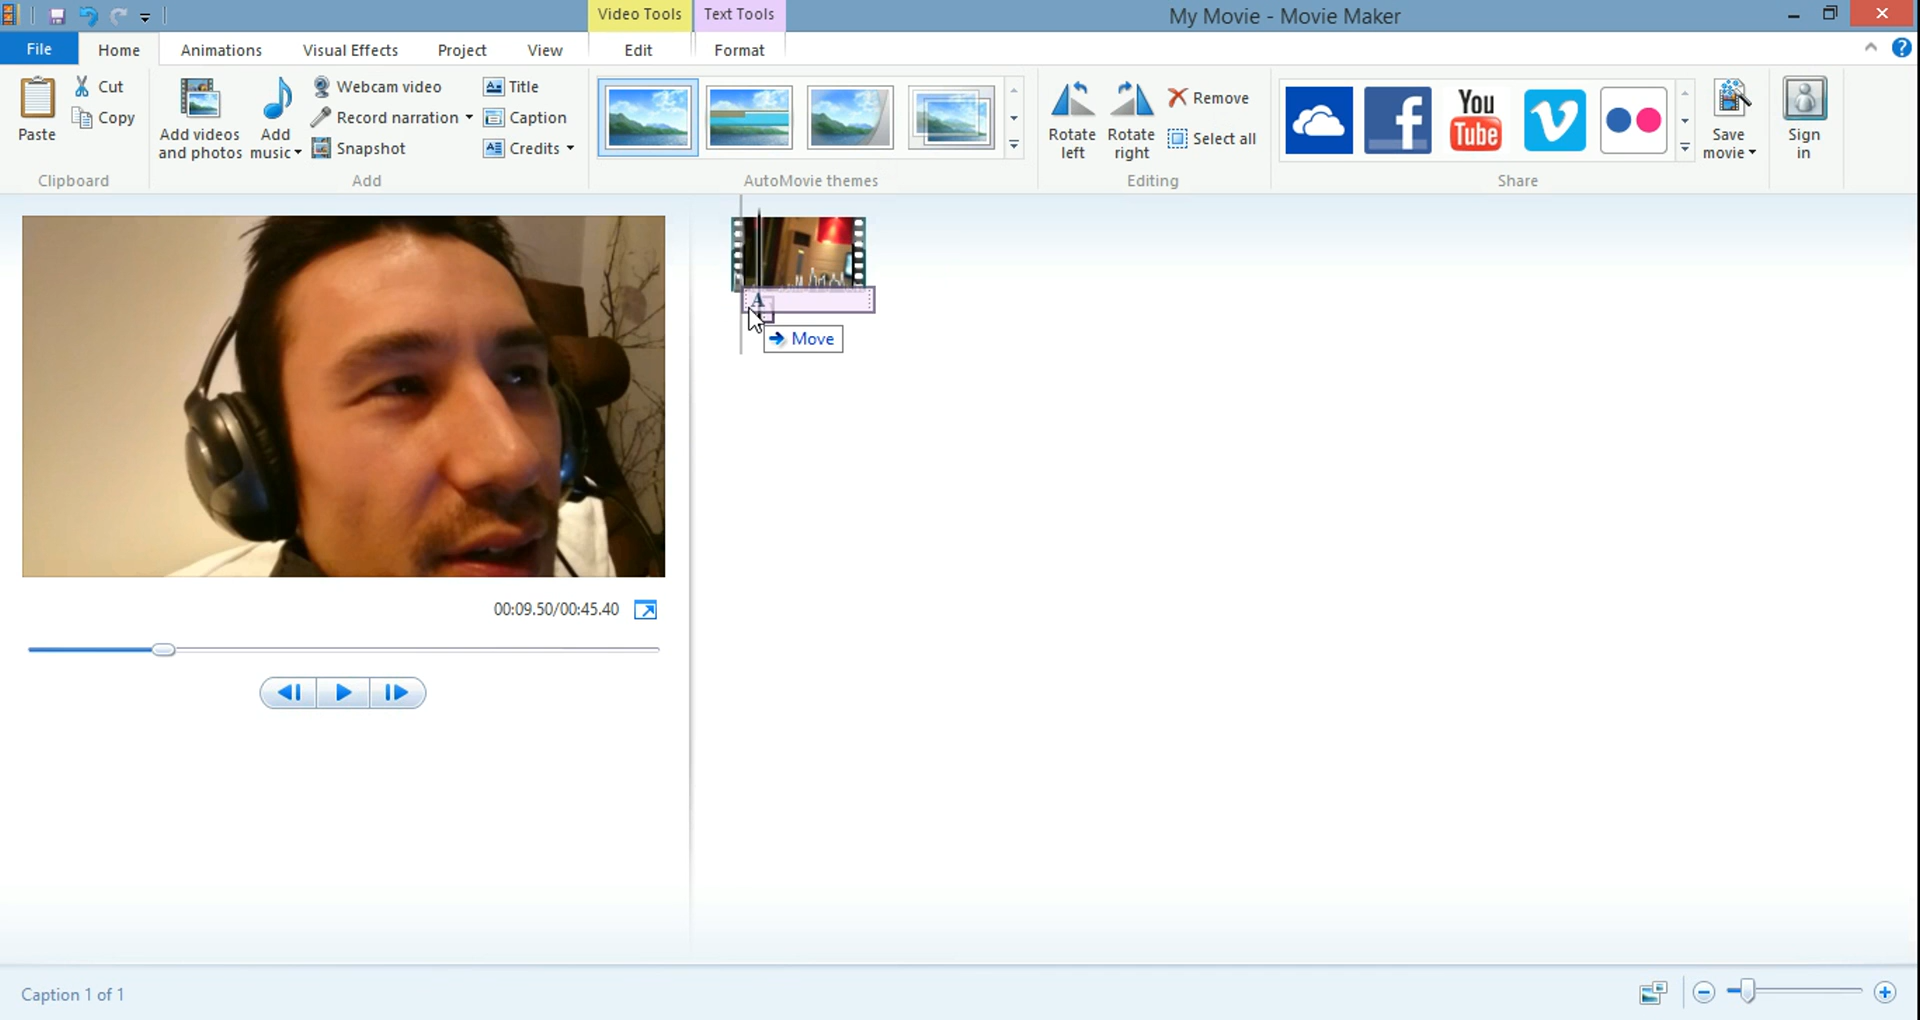 Video Tools
Text Tools
My Movie - Movie Maker
File
Home
Animations
Visual Effects
Project
View
Edit
Format
Paste
Cut
Copy
Clipboard
Add videos
and photos
Add
music
Webcam video
Record narration
Snapshot
Title
Caption
Credits
Add
AutoMovie themes
Rotate
left
Rotate
right
Remove
Select all
Editing
You
Tube
Share
Save
movie
Sign
in
A
Move
00:09.50/00:45.40
Caption 1 of 1